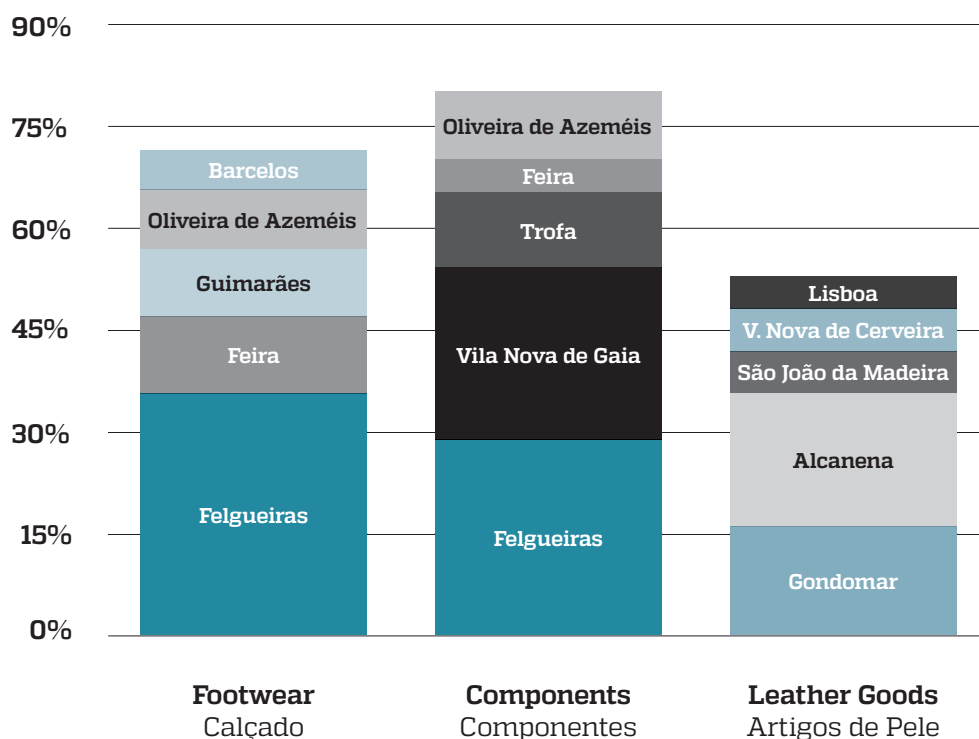 90%
75%
60%
45%
30%
15%
0%
Barcelos
Oliveira de Azeméis
Guimarães
Feira
Felgueiras
Oliveira de Azeméis
Feira
Trofa
Vila Nova de Gaia
Felgueiras
Lisboa
V. Nova de Cerveira
São João da Madeira
Alcanena
Gondomar
Footwear
Calçado
Components
Componentes
Leather Goods
Artigos de Pele